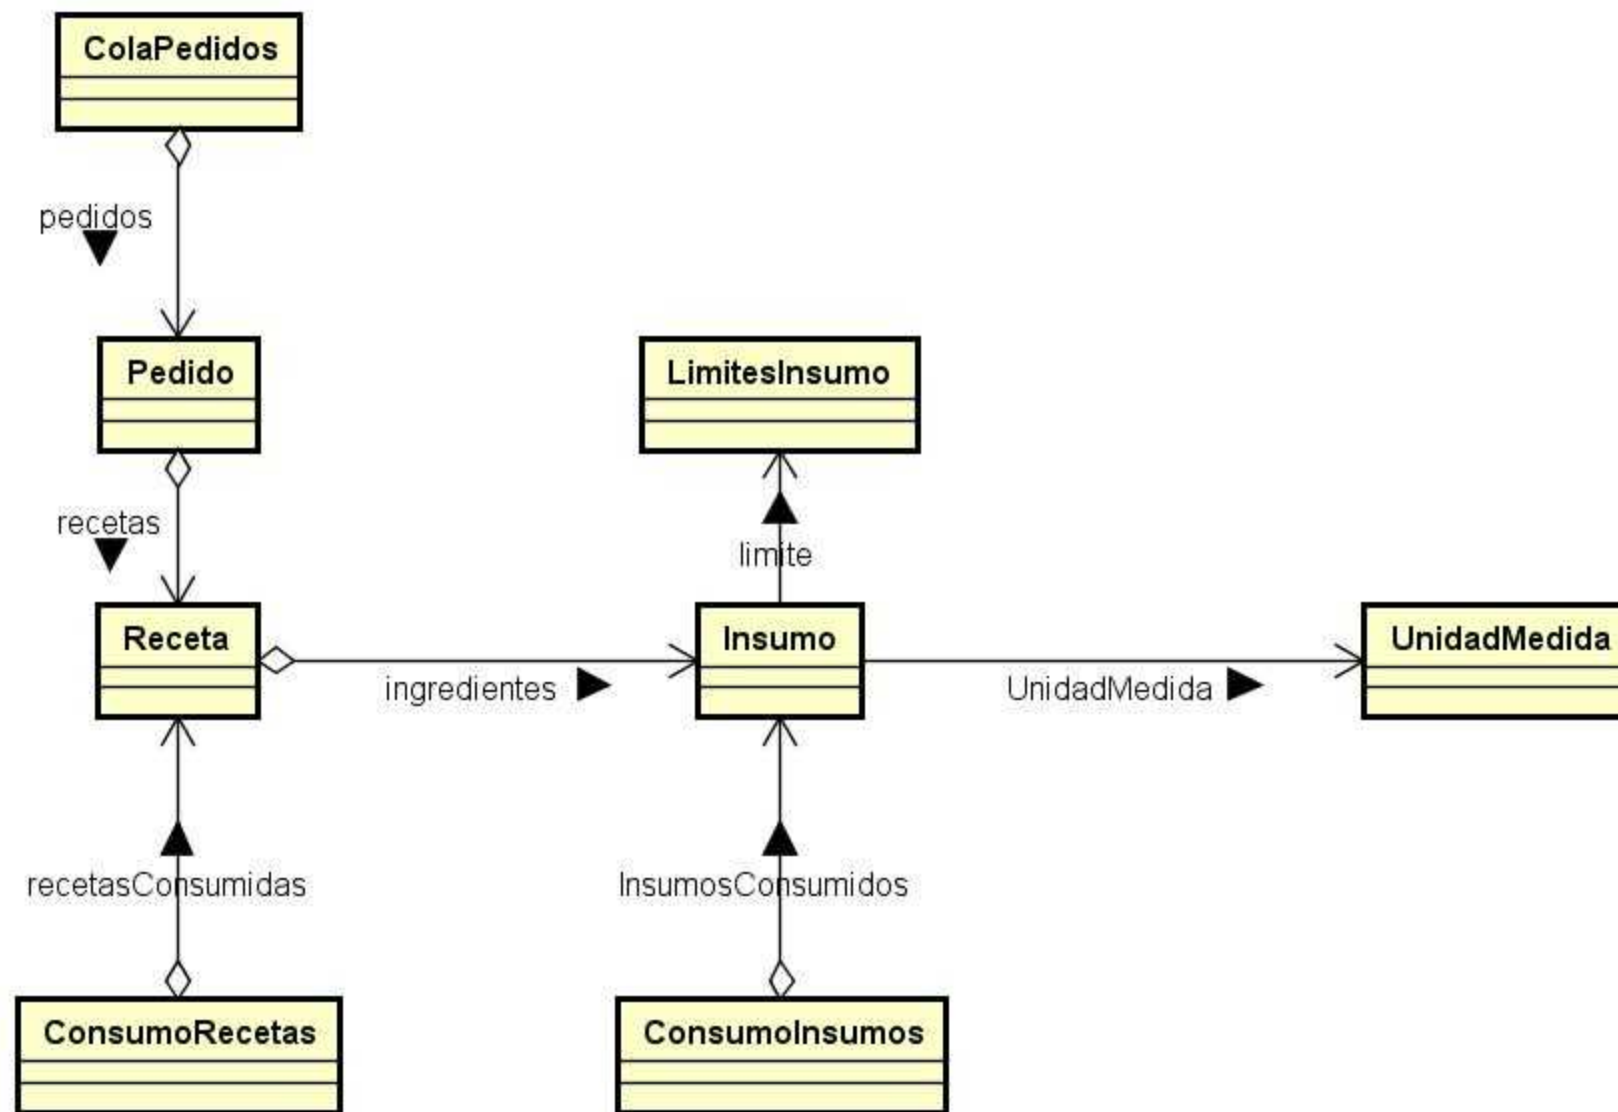 ColaPedidos
pedidos
Pedido
LimitesInsumo
recetas
limite
Receta
Insumo
UnidadMedida
ingredientes
UnidadMedida
recetasConsumidas
InsumosConsumidos
ConsumoRecetas
ConsumoInsumos